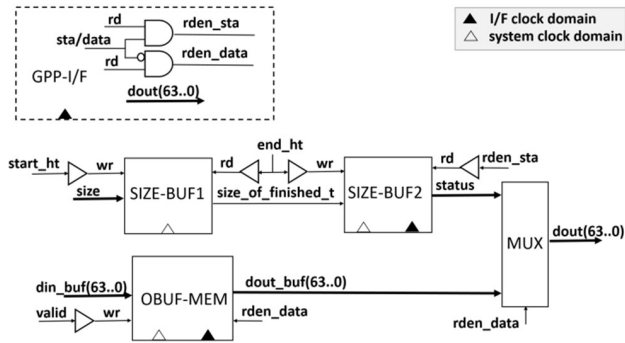 rd rden_sta
sta/data
rden_data
rd
GPP-I/F
dout(63..0)
I/F clock domain
system clock domain
end_ht
start_ht wr rd wr rd rden_sta
size SIZE-BUF1 size_of_finished_t SIZE-BUF2 status
MUX dout(63..0)
din_buf(63..0) OBUF-MEM dout_buf(63..0)
valid wr rden_data rden_data